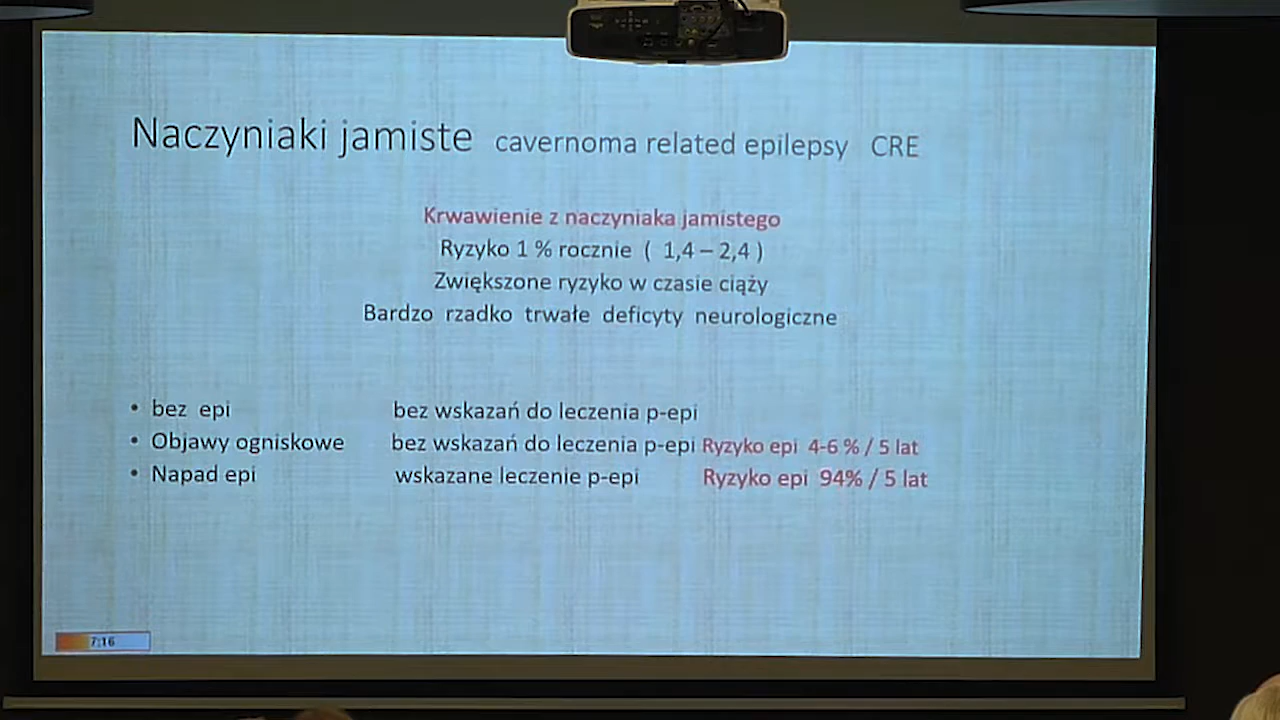 Naczyniaki jamiste cavernoma related epilepsy CRE
Krwawienie z naczyniaka jamistego
Ryzyko 1 % rocznie ( 1,4 – 2,4 )
Zwiększone ryzyko w czasie ciąży
Bardzo rzadko trwałe deficyty neurologiczne
• bez epi bez wskazań do leczenia p-epi
• Objawy ogniskowe bez wskazań do leczenia p-epi Ryzyko epi 4-6 % / 5 lat
• Napad epi wskazane leczenie p-epi Ryzyko epi 94% / 5 lat
7:16